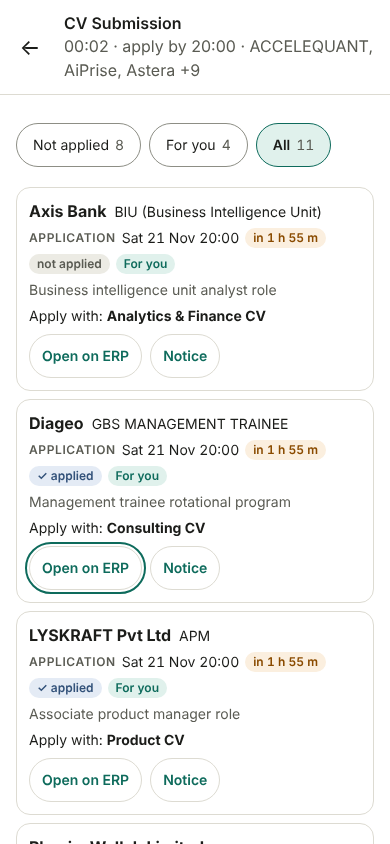 CV Submission
00:02 · apply by 20:00 · ACCELEQUANT,
AiPrise, Astera +9
Not applied 8
For you 4
All 11
Axis Bank BIU (Business Intelligence Unit)
APPLICATION Sat 21 Nov 20:00 in 1 h 55 m
not applied For you
Business intelligence unit analyst role
Apply with: Analytics & Finance CV
Open on ERP Notice
Diageo GBS MANAGEMENT TRAINEE
APPLICATION Sat 21 Nov 20:00 in 1 h 55 m
✓ applied For you
Management trainee rotational program
Apply with: Consulting CV
Open on ERP Notice
LYSKRAFT Pvt Ltd APM
APPLICATION Sat 21 Nov 20:00 in 1 h 55 m
✓ applied For you
Associate product manager role
Apply with: Product CV
Open on ERP Notice